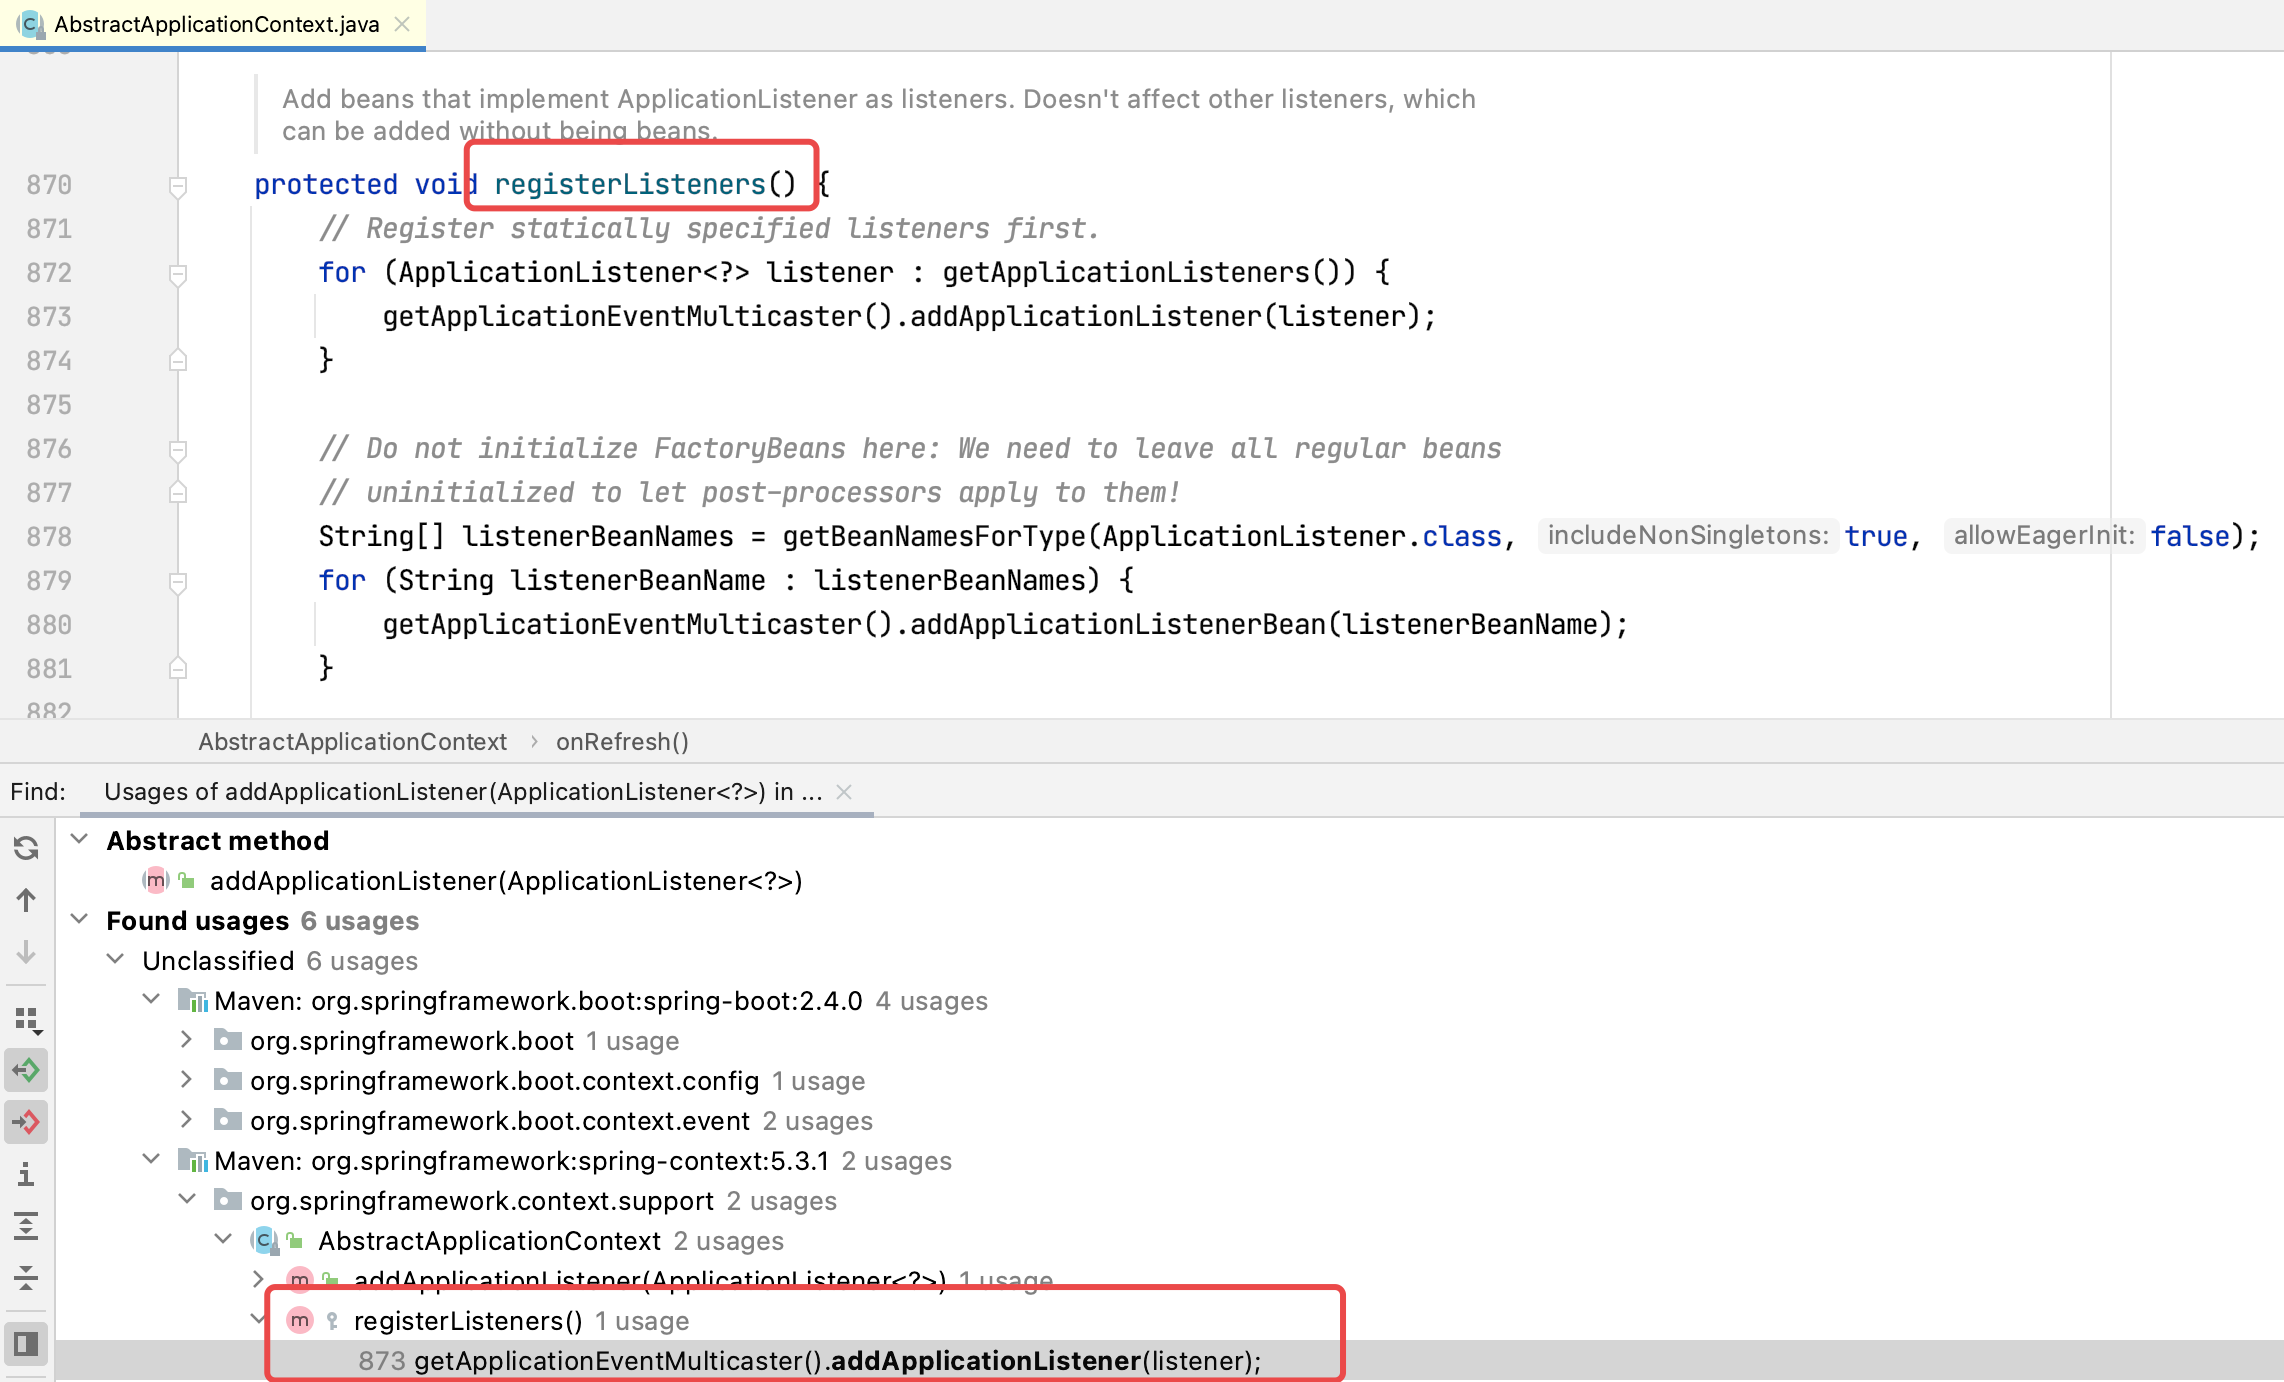 AbstractApplicationContext.java
Add beans that implement ApplicationListener as listeners. Doesn't affect other listeners, which
can be added without being beans.
870 protected void registerListeners() {
871 // Register statically specified listeners first.
872 for (ApplicationListener<?> listener : getApplicationListeners()) {
873 getApplicationEventMulticaster().addApplicationListener(listener);
874 }
875
876 // Do not initialize FactoryBeans here: We need to leave all regular beans
877 // uninitialized to let post-processors apply to them!
878 String[] listenerBeanNames = getBeanNamesForType(ApplicationListener.class, includeNonSingletons: true, allowEagerInit: false);
879 for (String listenerBeanName : listenerBeanNames) {
880 getApplicationEventMulticaster().addApplicationListenerBean(listenerBeanName);
881 }
882
AbstractApplicationContext › onRefresh()
Find: Usages of addApplicationListener(ApplicationListener<?>) in ...
Abstract method
addApplicationListener(ApplicationListener<?>)
Found usages 6 usages
Unclassified 6 usages
Maven: org.springframework.boot:spring-boot:2.4.0 4 usages
org.springframework.boot 1 usage
org.springframework.boot.context.config 1 usage
org.springframework.boot.context.event 2 usages
Maven: org.springframework:spring-context:5.3.1 2 usages
org.springframework.context.support 2 usages
AbstractApplicationContext 2 usages
addApplicationListener(ApplicationListener<?>) 1 usage
registerListeners() 1 usage
873 getApplicationEventMulticaster().addApplicationListener(listener);